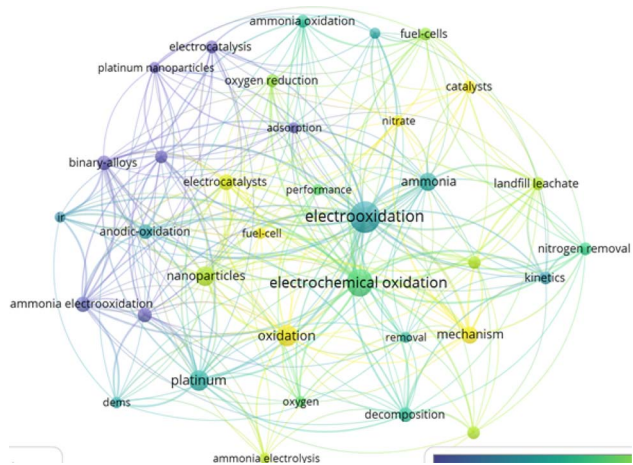 ammonia oxidation
fuel-cells
electrocatalysis
platinum nanoparticles
oxygen reduction
catalysts
nitrate
adsorption
binary-alloys
electrocatalysts
performance
ammonia
landfill leachate
ir
electrooxidation
anodic-oxidation
fuel-cell
nitrogen removal
nanoparticles
electrochemical oxidation
kinetics
ammonia electrooxidation
oxidation
removal
mechanism
platinum
dems
oxygen
decomposition
ammonia electrolysis